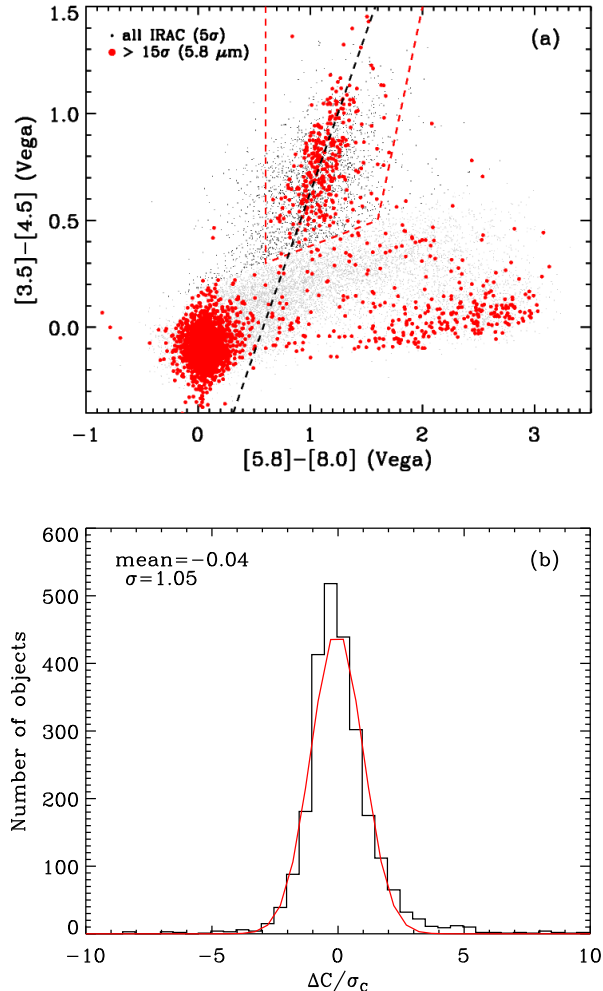 1.5
• all IRAC (5σ)
(a)
• > 15σ (5.8 μm)
1.0
[3.5]−[4.5] (Vega)
0.5
0.0
−1 0 1 2 3
[5.8]−[8.0] (Vega)
600
mean=−0.04
(b)
σ=1.05
500
400
Number of objects
300
200
100
0
−10 −5 0 5 10
ΔC/σc